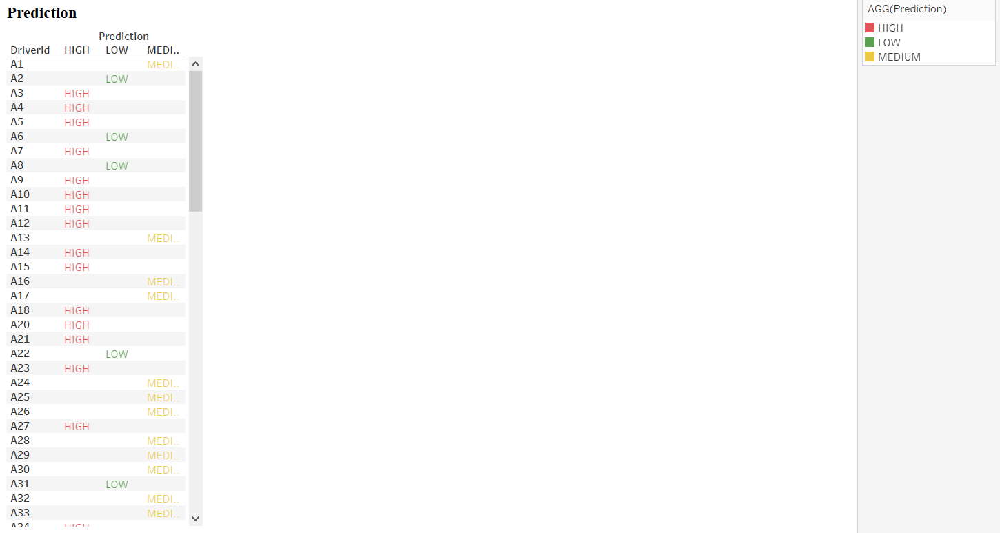 Prediction
Prediction
Driverid HIGH LOW MEDI..
A1 MEDI..
A2 LOW
A3 HIGH
A4 HIGH
A5 HIGH
A6 LOW
A7 HIGH
A8 LOW
A9 HIGH
A10 HIGH
A11 HIGH
A12 HIGH
A13 MEDI..
A14 HIGH
A15 HIGH
A16 MEDI..
A17 MEDI..
A18 HIGH
A20 HIGH
A21 HIGH
A22 LOW
A23 HIGH
A24 MEDI..
A25 MEDI..
A26 MEDI..
A27 HIGH
A28 MEDI..
A29 MEDI..
A30 MEDI..
A31 LOW
A32 MEDI..
A33 MEDI..
A34 HIGH
AGG(Prediction)
HIGH
LOW
MEDIUM